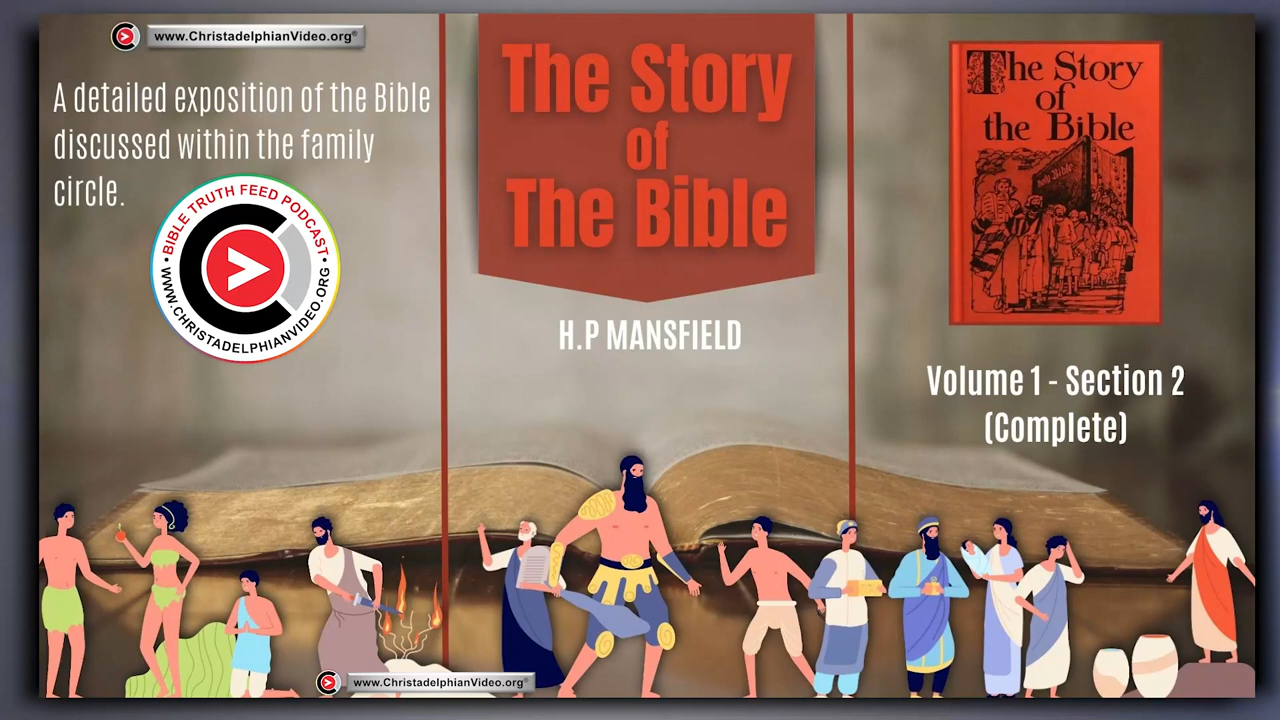 www.ChristadelphianVideo.org®
A detailed exposition of the Bible
discussed within the family
circle.
• BIBLE TRUTH FEED PODCAST •
WWW.CHRISTADELPHIANVIDEO.ORG
The Story
of
The Bible
H.P MANSFIELD
The Story
of
the Bible
Holy Bible
Volume 1 - Section 2
(Complete)
www.ChristadelphianVideo.org®